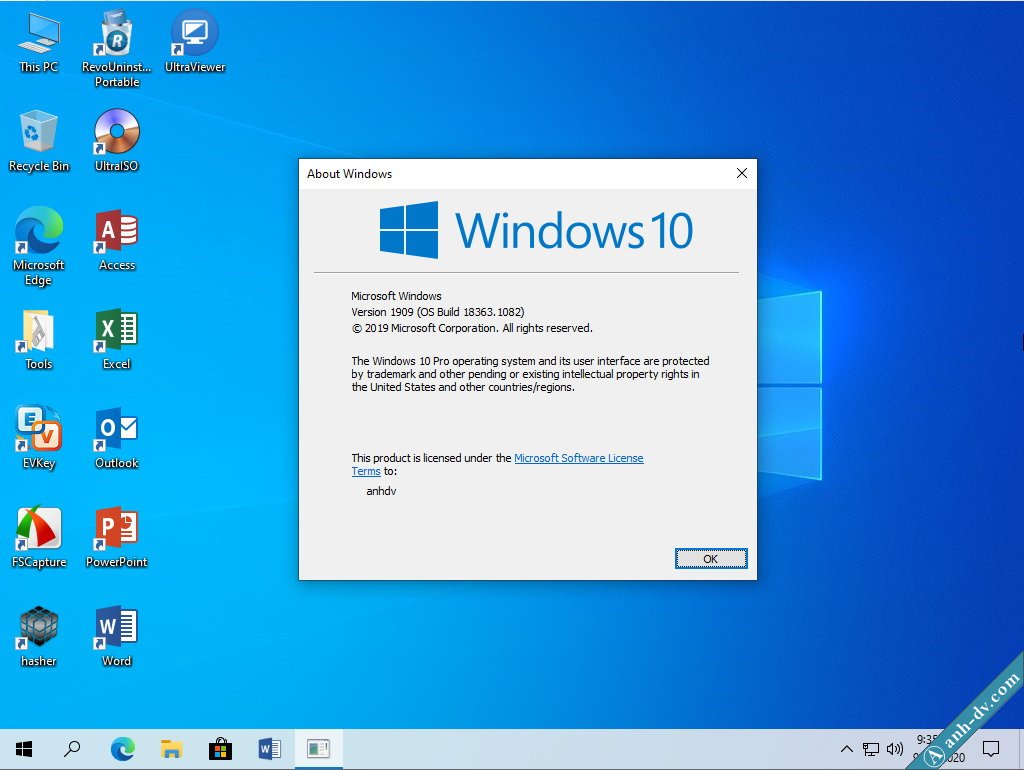 This PC
RevoUninst...
Portable
UltraViewer
Recycle Bin
UltraISO
Microsoft
Edge
Access
Tools
Excel
EVKey
Outlook
FSCapture
PowerPoint
hasher
Word
About Windows
Windows 10
Microsoft Windows
Version 1909 (OS Build 18363.1082)
© 2019 Microsoft Corporation. All rights reserved.
The Windows 10 Pro operating system and its user interface are protected
by trademark and other pending or existing intellectual property rights in
the United States and other countries/regions.
This product is licensed under the Microsoft Software License
Terms to:
anhdv
OK
anh-dv.com